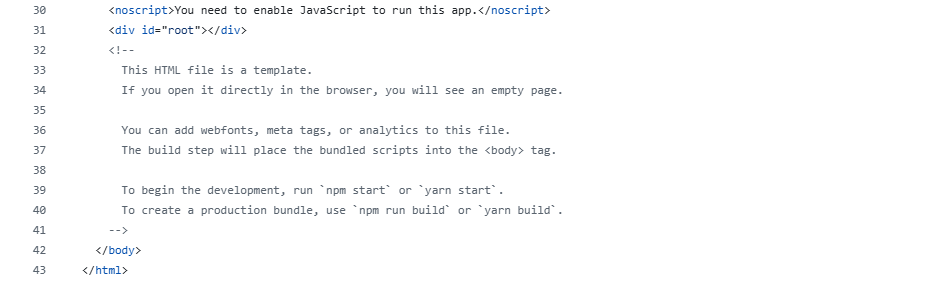 30 <noscript>You need to enable JavaScript to run this app.</noscript>
31 <div id="root"></div>
32 <!--
33 This HTML file is a template.
34 If you open it directly in the browser, you will see an empty page.
35
36 You can add webfonts, meta tags, or analytics to this file.
37 The build step will place the bundled scripts into the <body> tag.
38
39 To begin the development, run `npm start` or `yarn start`.
40 To create a production bundle, use `npm run build` or `yarn build`.
41 -->
42 </body>
43 </html>